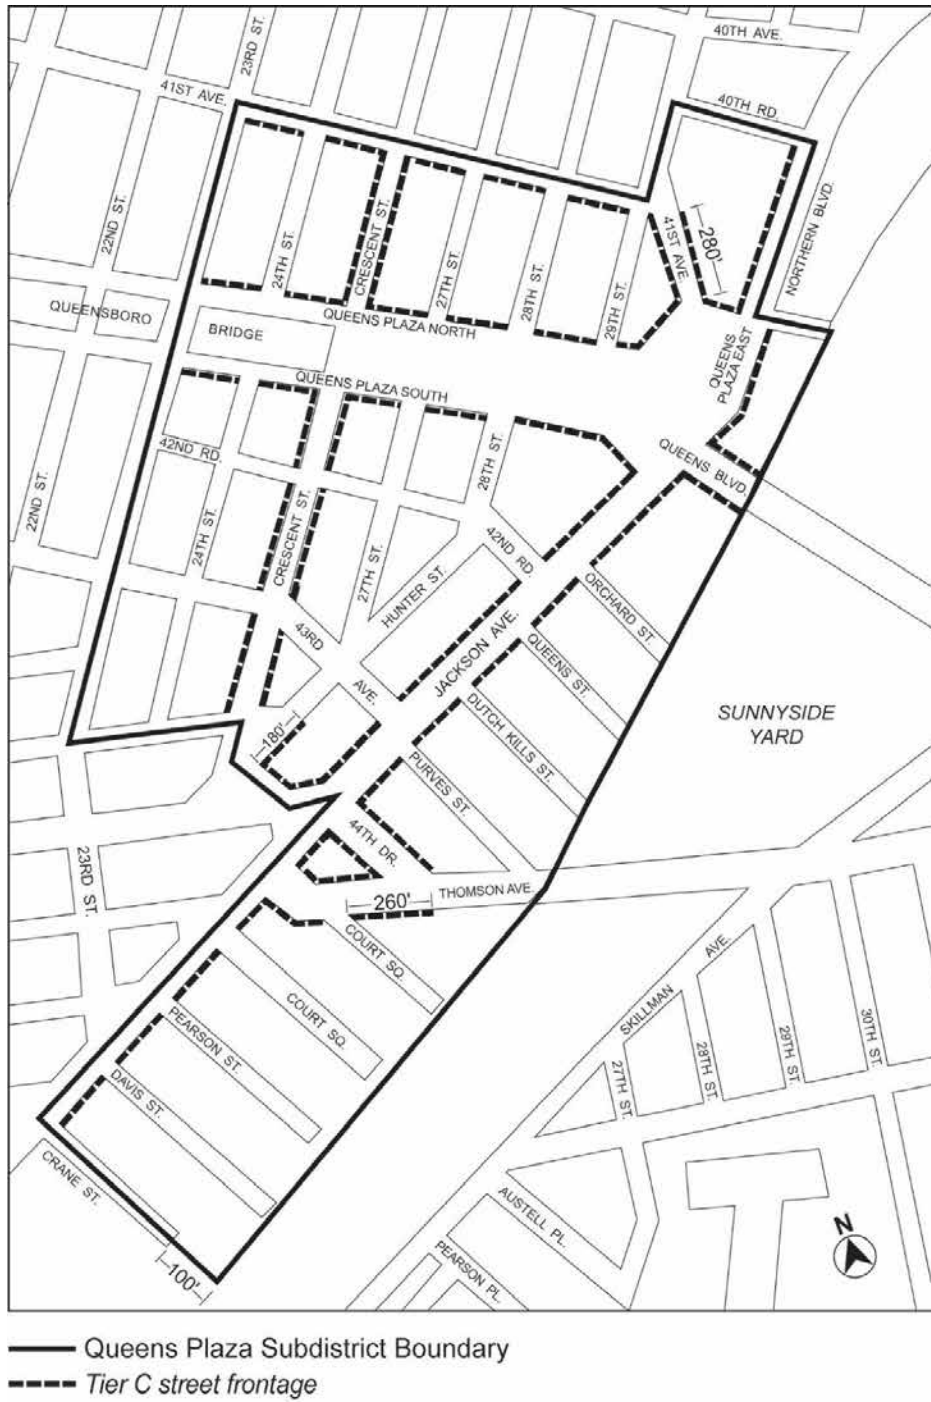 40TH AVE.
23RD ST.
41ST AVE.
40TH RD.
22ND ST.
24TH ST.
CRESCENT ST.
27TH ST.
28TH ST.
29TH ST.
41ST AVE.
280'
NORTHERN BLVD.
QUEENSBORO
BRIDGE
QUEENS PLAZA NORTH
QUEENS
PLAZA EAST
QUEENS PLAZA SOUTH
42ND RD.
28TH ST.
QUEENS BLVD.
22ND ST.
24TH ST.
CRESCENT ST.
27TH ST.
42ND RD.
HUNTER ST.
ORCHARD ST.
43RD
AVE.
JACKSON AVE.
QUEENS ST.
180'
DUTCH KILLS ST.
SUNNYSIDE
YARD
PURVES ST.
44TH DR.
23RD ST.
THOMSON AVE.
260'
COURT SQ.
COURT SQ.
SKILLMAN
AVE.
PEARSON ST.
27TH ST.
28TH ST.
29TH ST.
30TH ST.
DAVIS ST.
CRANE ST.
AUSTELL PL.
PEARSON PL.
N
100'
Queens Plaza Subdistrict Boundary
Tier C street frontage